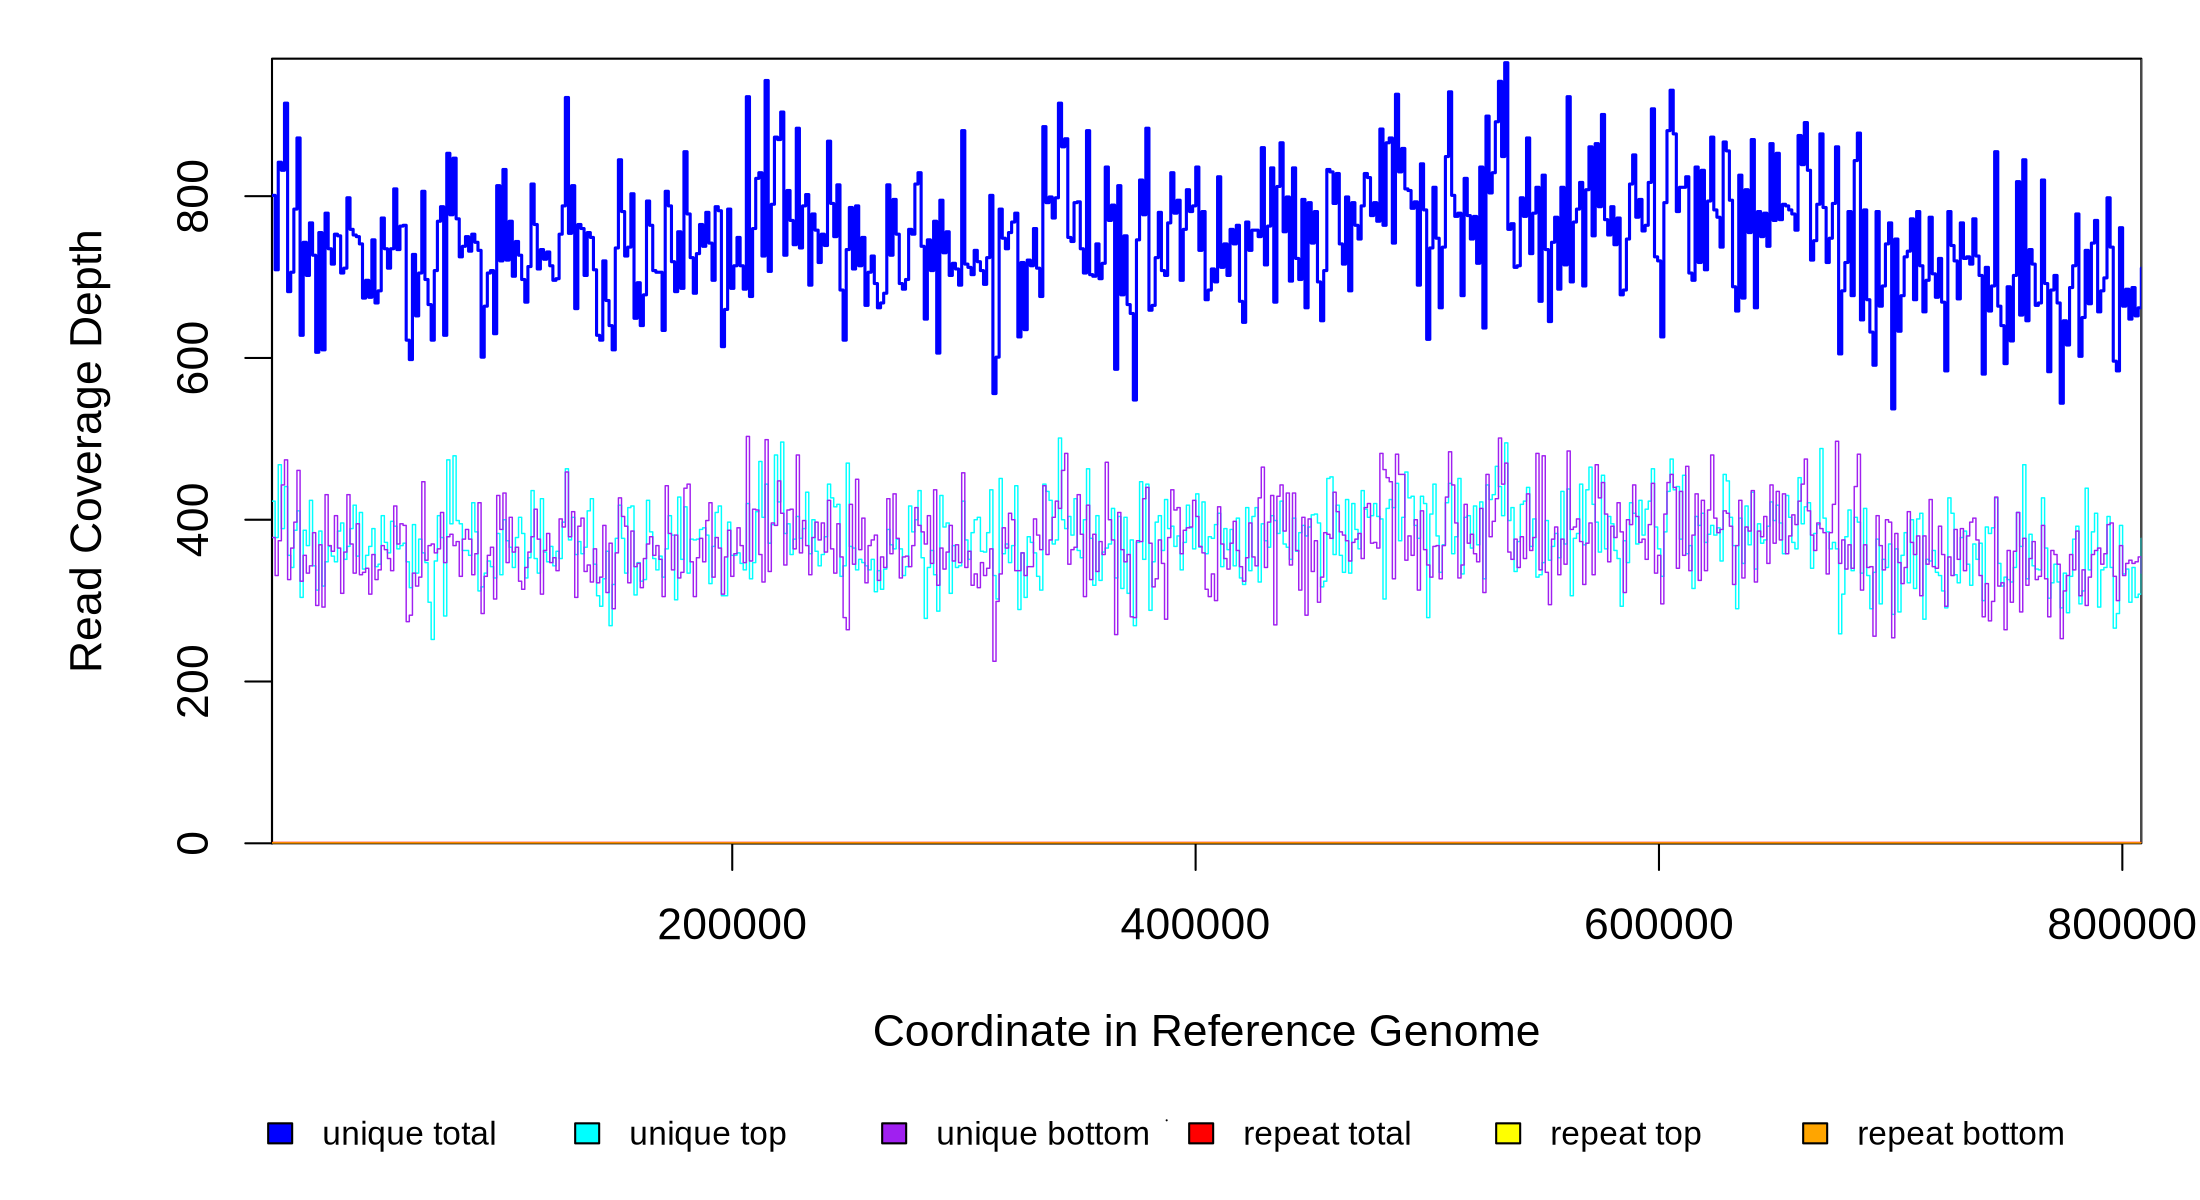 Read Coverage Depth
800
600
400
200
0
200000 400000 600000 800000
Coordinate in Reference Genome
unique total unique top unique bottom repeat total repeat top repeat bottom